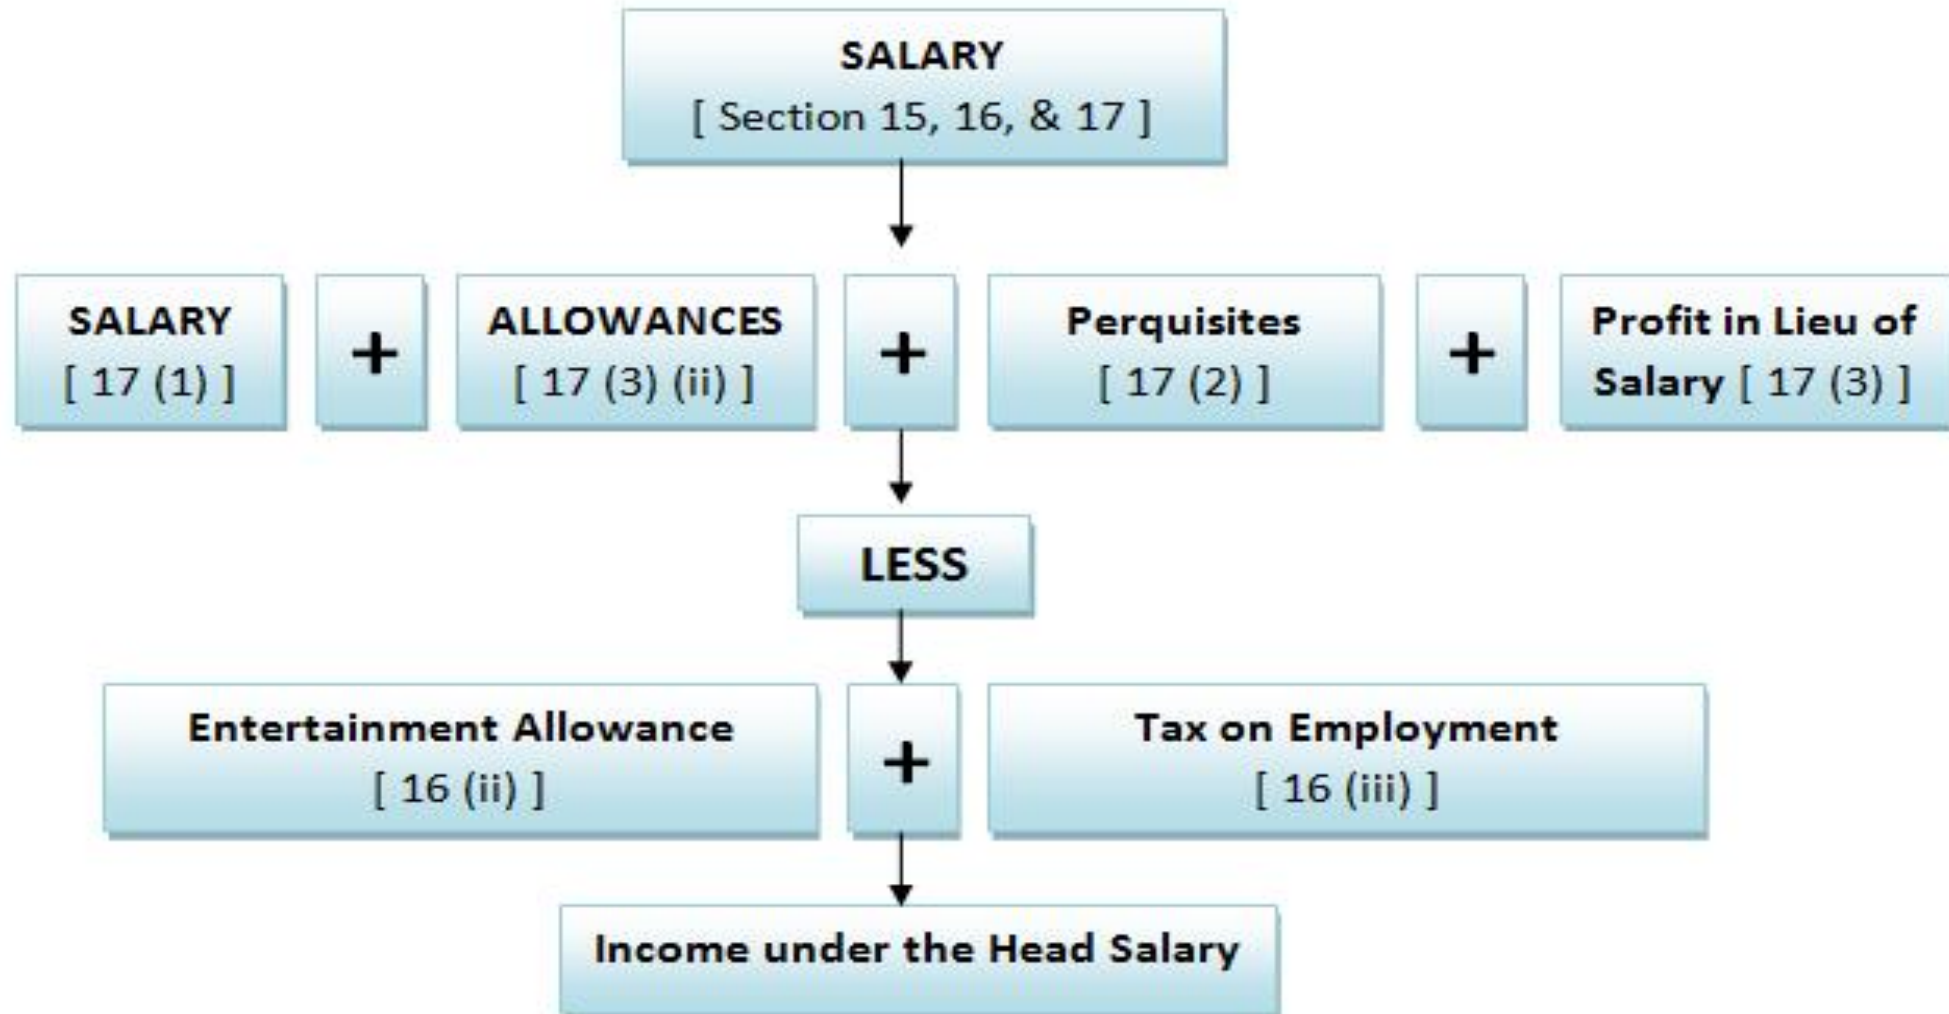 SALARY
[ Section 15, 16, & 17 ]
SALARY
[ 17 (1) ]
+
ALLOWANCES
[ 17 (3) (ii) ]
+
Perquisites
[ 17 (2) ]
+
Profit in Lieu of
Salary [ 17 (3) ]
LESS
Entertainment Allowance
[ 16 (ii) ]
+
Tax on Employment
[ 16 (iii) ]
Income under the Head Salary